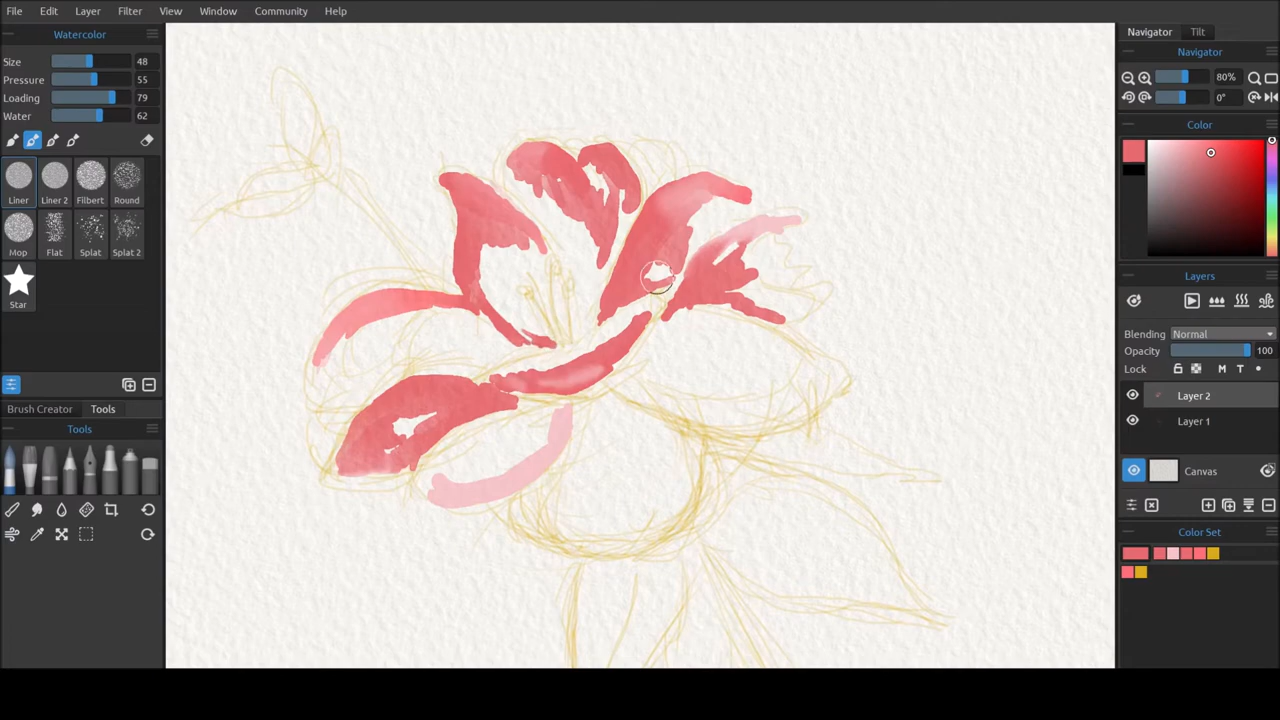 File Edit Layer Filter View Window Community Help
Watercolor
Size 48
Pressure 55
Loading 79
Water 62
Liner Liner 2 Filbert Round
Mop Flat Splat Splat 2
Star
Brush Creator Tools
Tools
Navigator Tilt
Navigator
80%
0°
Color
Layers
Blending Normal
Opacity 100
Lock M T
Layer 2
Layer 1
Canvas
Color Set